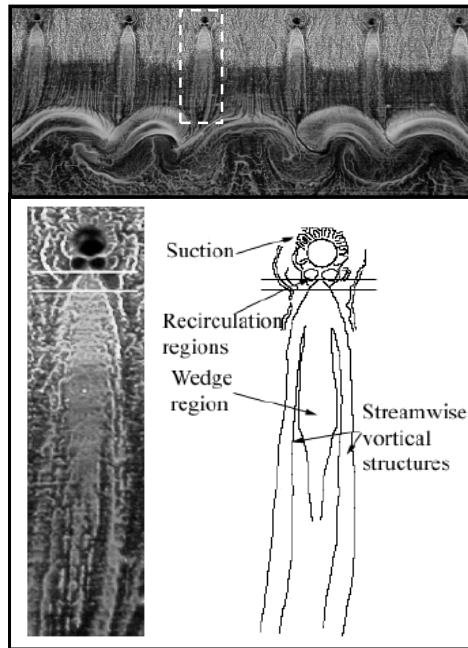 Suction
Recirculation
regions
Wedge
region
Streamwise
vortical
structures